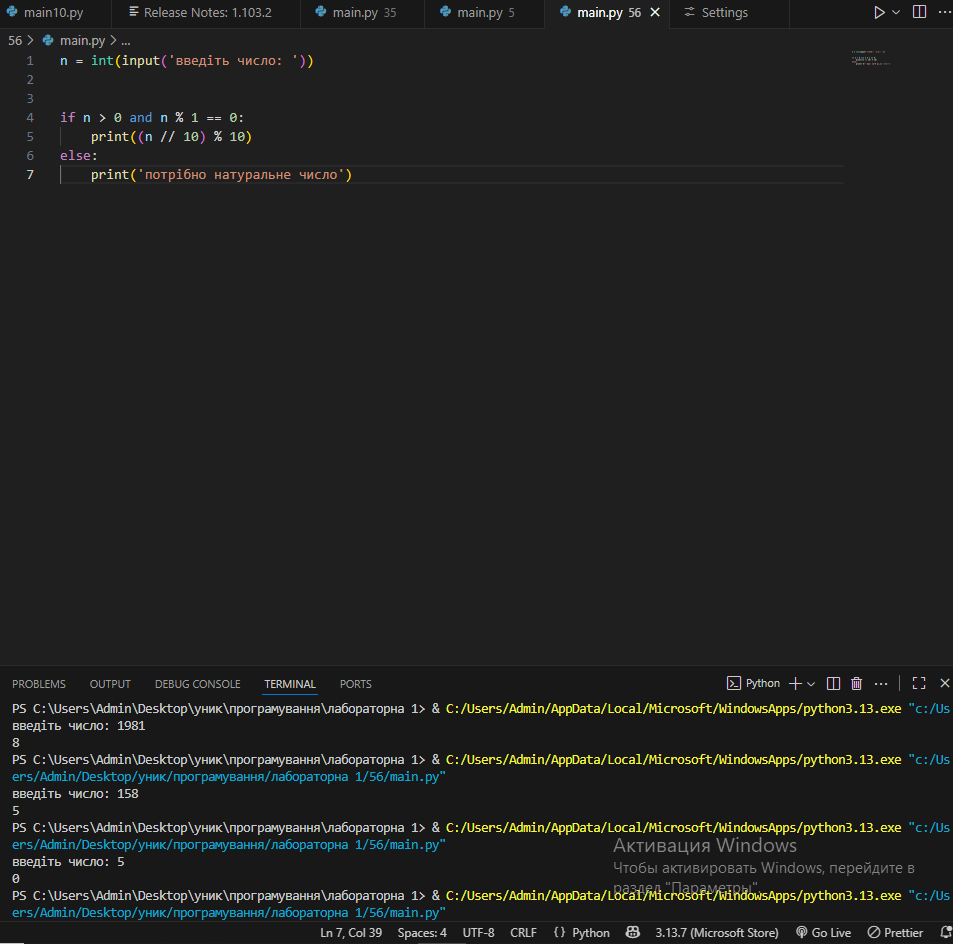 main10.py Release Notes: 1.103.2 main.py 35 main.py 5 main.py 56 Settings
56 > main.py > ...
1 n = int(input('введіть число: '))
2
3
4 if n > 0 and n % 1 == 0:
5 print((n // 10) % 10)
6 else:
7 print('потрібно натуральне число')
PROBLEMS OUTPUT DEBUG CONSOLE TERMINAL PORTS Python
PS C:\Users\Admin\Desktop\уник\програмування\лабораторна 1> & C:/Users/Admin/AppData/Local/Microsoft/WindowsApps/python3.13.exe "c:/Us
введіть число: 1981
8
PS C:\Users\Admin\Desktop\уник\програмування\лабораторна 1> & C:/Users/Admin/AppData/Local/Microsoft/WindowsApps/python3.13.exe "c:/Us
ers/Admin/Desktop/уник/програмування/лабораторна 1/56/main.py"
введіть число: 158
5
PS C:\Users\Admin\Desktop\уник\програмування\лабораторна 1> & C:/Users/Admin/AppData/Local/Microsoft/WindowsApps/python3.13.exe "c:/Us
ers/Admin/Desktop/уник/програмування/лабораторна 1/56/main.py"
введіть число: 5
0
PS C:\Users\Admin\Desktop\уник\програмування\лабораторна 1> & C:/Users/Admin/AppData/Local/Microsoft/WindowsApps/python3.13.exe "c:/Us
ers/Admin/Desktop/уник/програмування/лабораторна 1/56/main.py"
Активация Windows
Чтобы активировать Windows, перейдите в
раздел "Параметры".
Ln 7, Col 39 Spaces: 4 UTF-8 CRLF {} Python 3.13.7 (Microsoft Store) Go Live Prettier